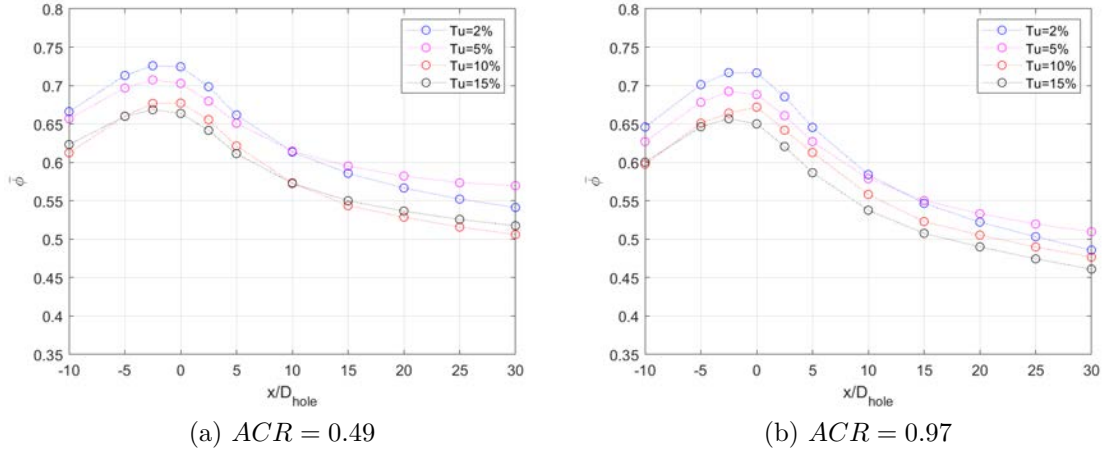 0.8
0.75
0.7
0.65
0.6
0.55
0.5
0.45
0.4
0.35
ϕ̄
-10 -5 0 5 10 15 20 25 30
x/D_hole
Tu=2%
Tu=5%
Tu=10%
Tu=15%
(a) ACR = 0.49
0.8
0.75
0.7
0.65
0.6
0.55
0.5
0.45
0.4
0.35
ϕ̄
-10 -5 0 5 10 15 20 25 30
x/D_hole
Tu=2%
Tu=5%
Tu=10%
Tu=15%
(b) ACR = 0.97